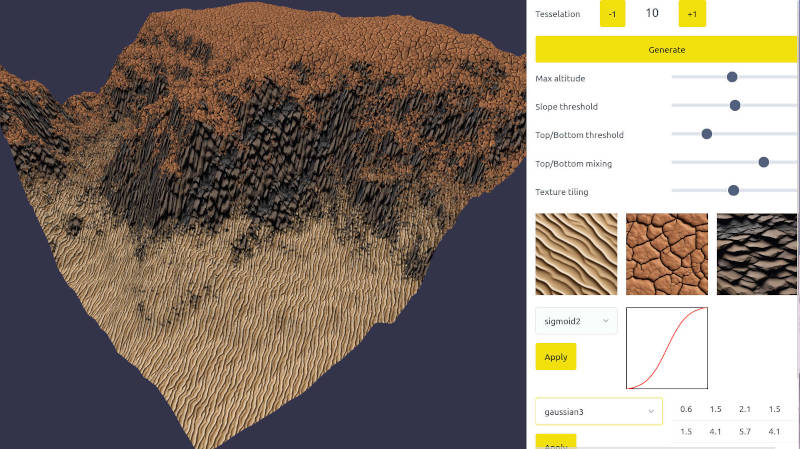 Tesselation -1 10 +1
Generate
Max altitude
Slope threshold
Top/Bottom threshold
Top/Bottom mixing
Texture tiling
sigmoid2
Apply
gaussian3
0.6 1.5 2.1 1.5
1.5 4.1 5.7 4.1
Apply